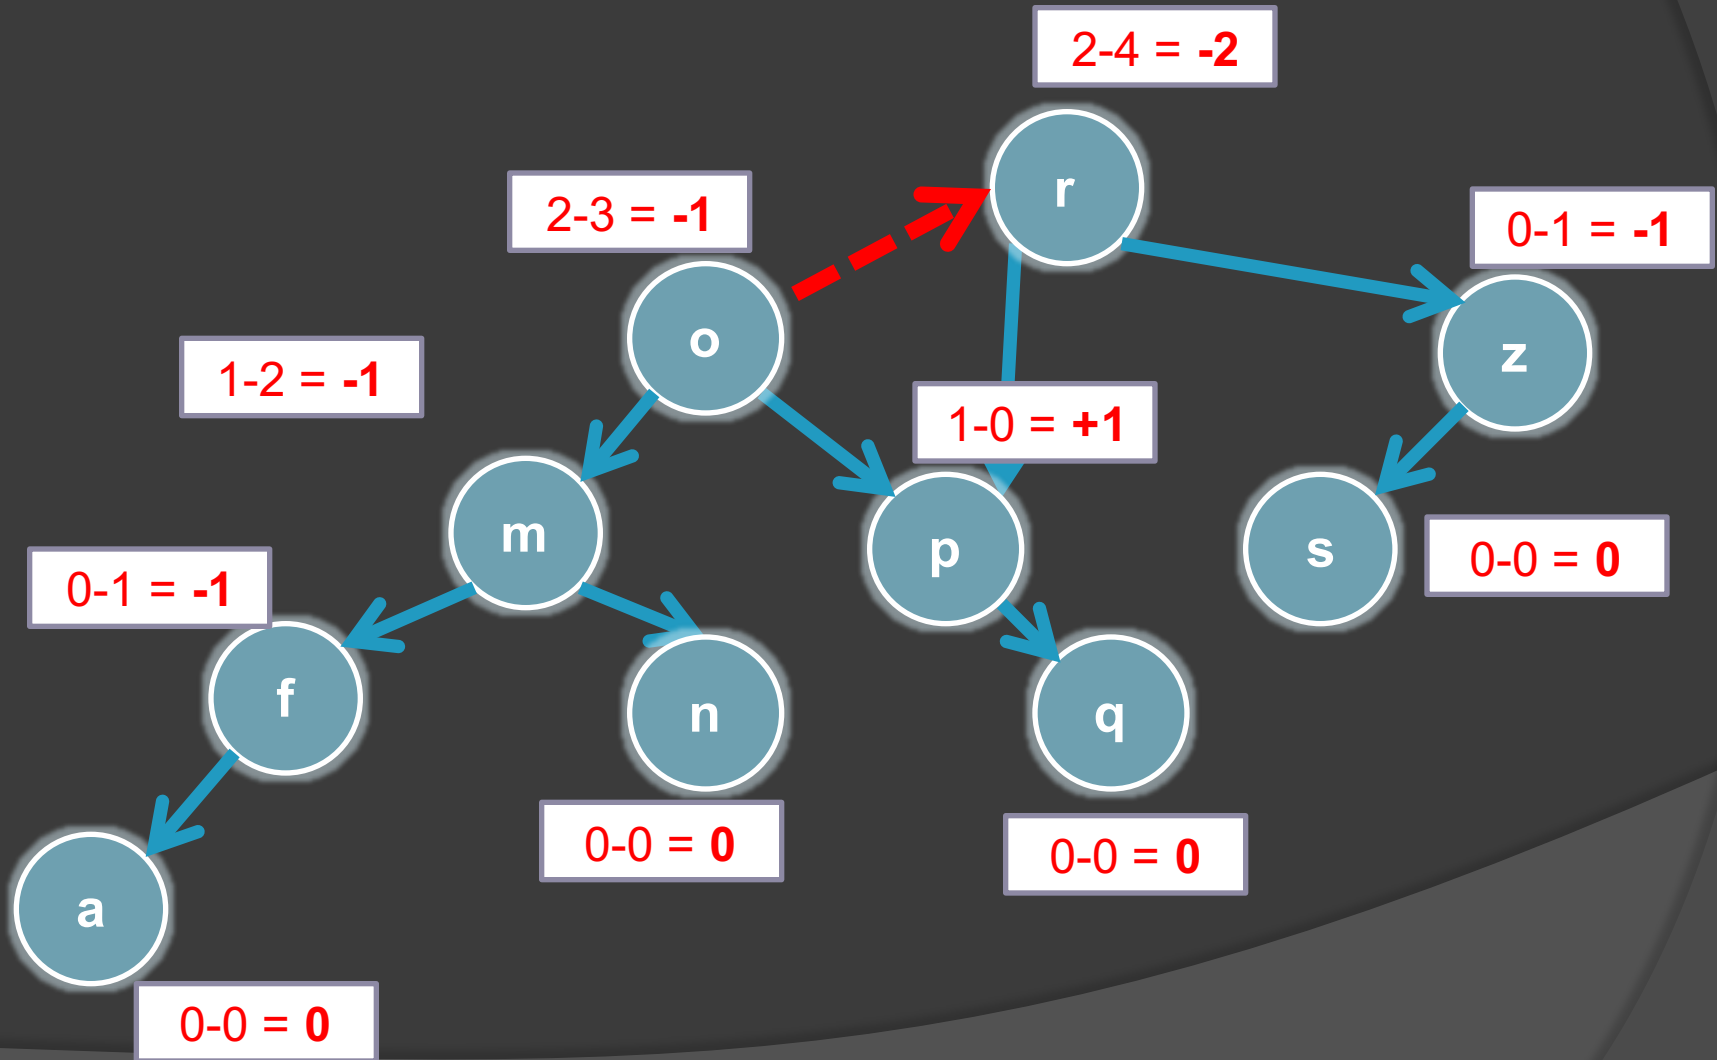 2-4 = -2
r
2-3 = -1
0-1 = -1
o
z
1-2 = -1
1-0 = +1
m
p
s
0-0 = 0
0-1 = -1
f
n
q
0-0 = 0
0-0 = 0
a
0-0 = 0